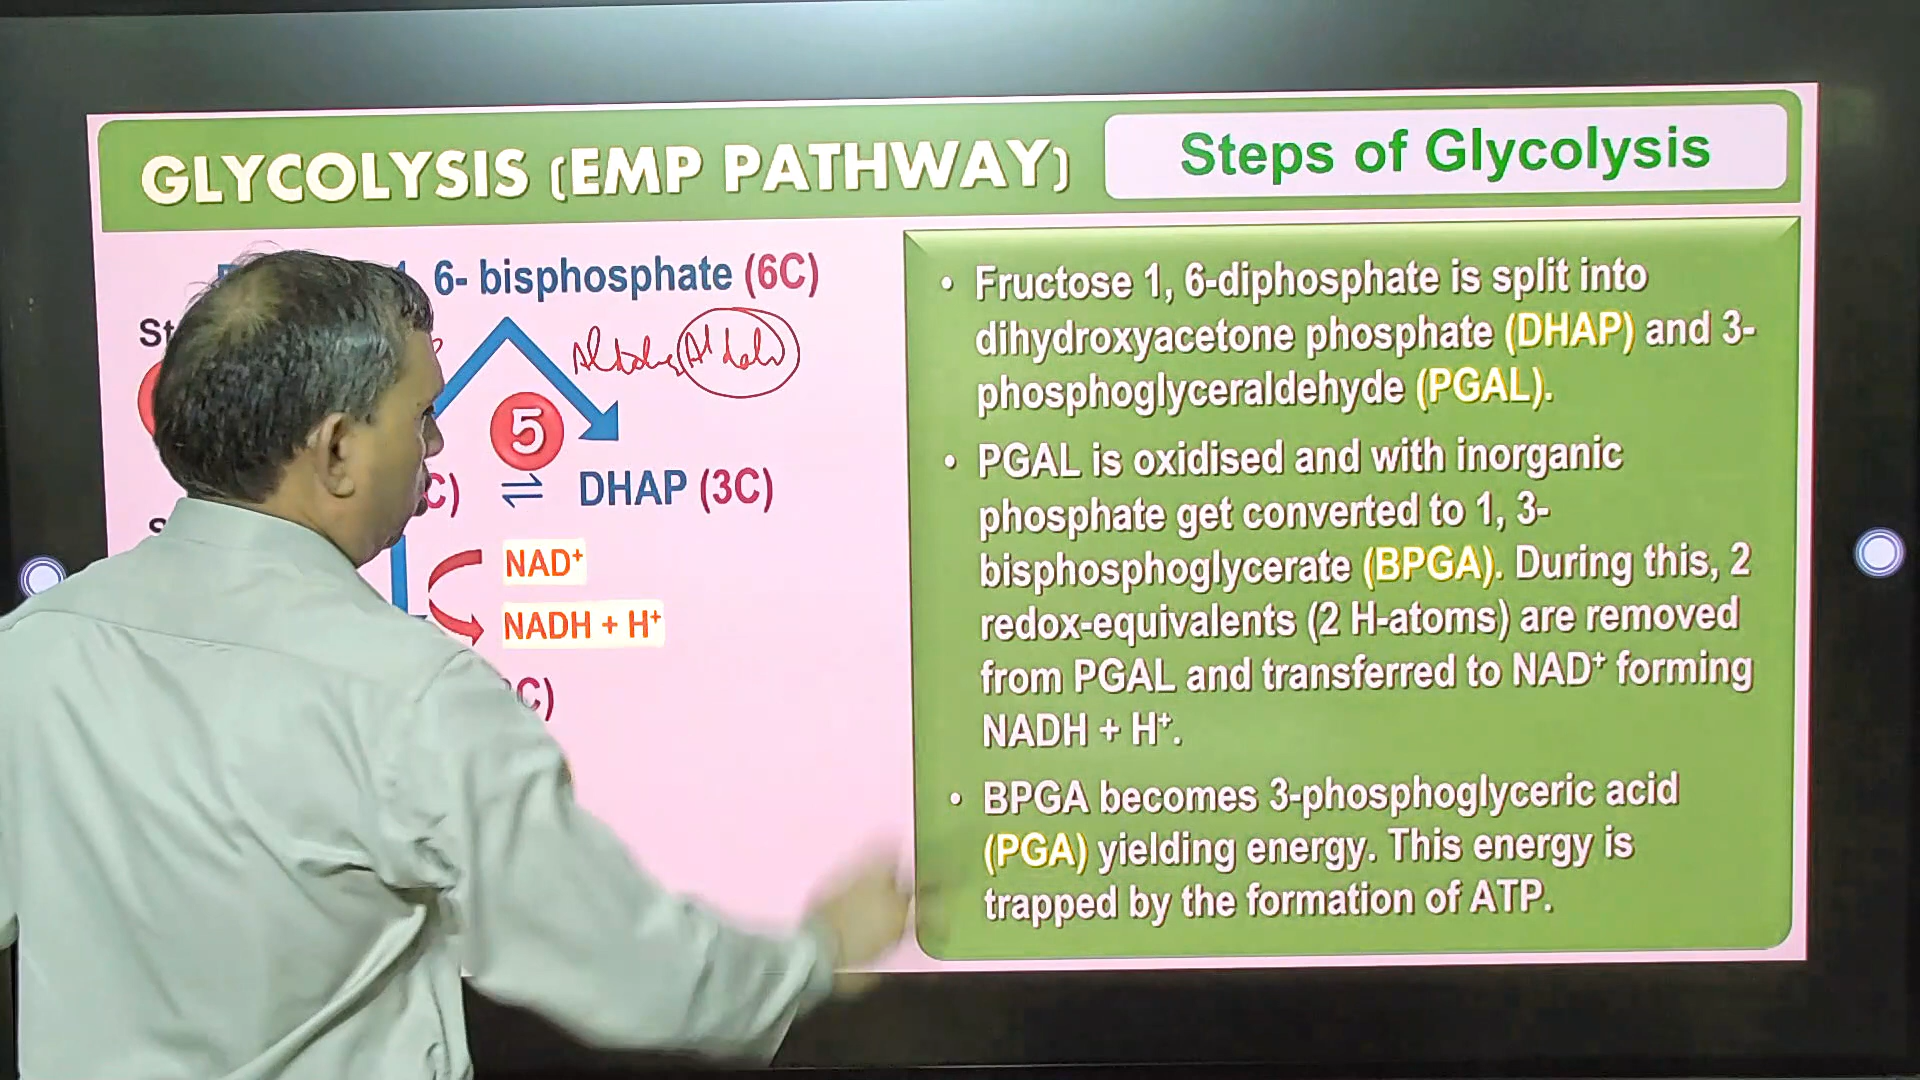 GLYCOLYSIS (EMP PATHWAY)
Steps of Glycolysis
1, 6- bisphosphate (6C)
5
C) ⇌ DHAP (3C)
NAD⁺
NADH + H⁺
C)
• Fructose 1, 6-diphosphate is split into
dihydroxyacetone phosphate (DHAP) and 3-
phosphoglyceraldehyde (PGAL).
• PGAL is oxidised and with inorganic
phosphate get converted to 1, 3-
bisphosphoglycerate (BPGA). During this, 2
redox-equivalents (2 H-atoms) are removed
from PGAL and transferred to NAD⁺ forming
NADH + H⁺.
• BPGA becomes 3-phosphoglyceric acid
(PGA) yielding energy. This energy is
trapped by the formation of ATP.